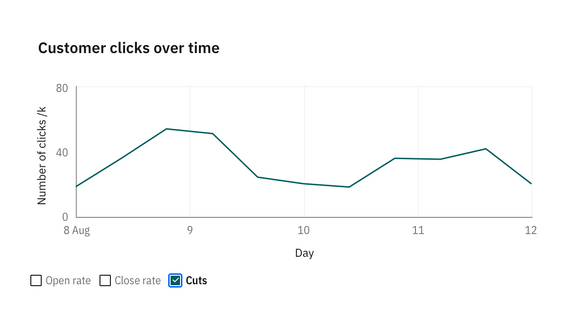 Customer clicks over time
Number of clicks /k
80
40
0
8 Aug 9 10 11 12
Day
Open rate Close rate Cuts